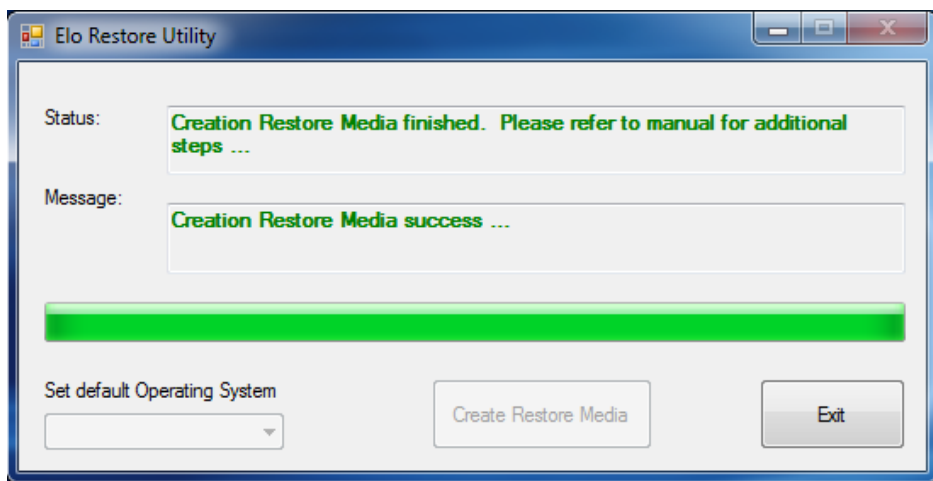 Elo Restore Utility
Status:
Creation Restore Media finished.  Please refer to manual for additional
steps ...
Message:
Creation Restore Media success ...
Set default Operating System
Create Restore Media
Exit